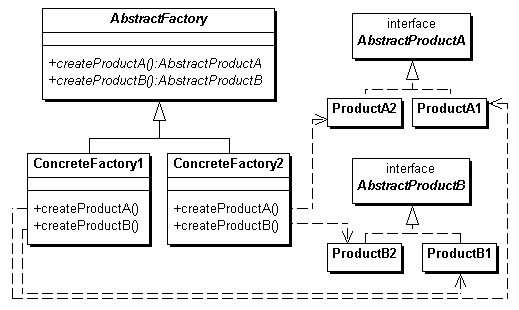 AbstractFactory
+createProductA():AbstractProductA
+createProductB():AbstractProductB
interface
AbstractProductA
ProductA2
ProductA1
ConcreteFactory1
+createProductA()
+createProductB()
ConcreteFactory2
+createProductA()
+createProductB()
interface
AbstractProductB
ProductB2
ProductB1